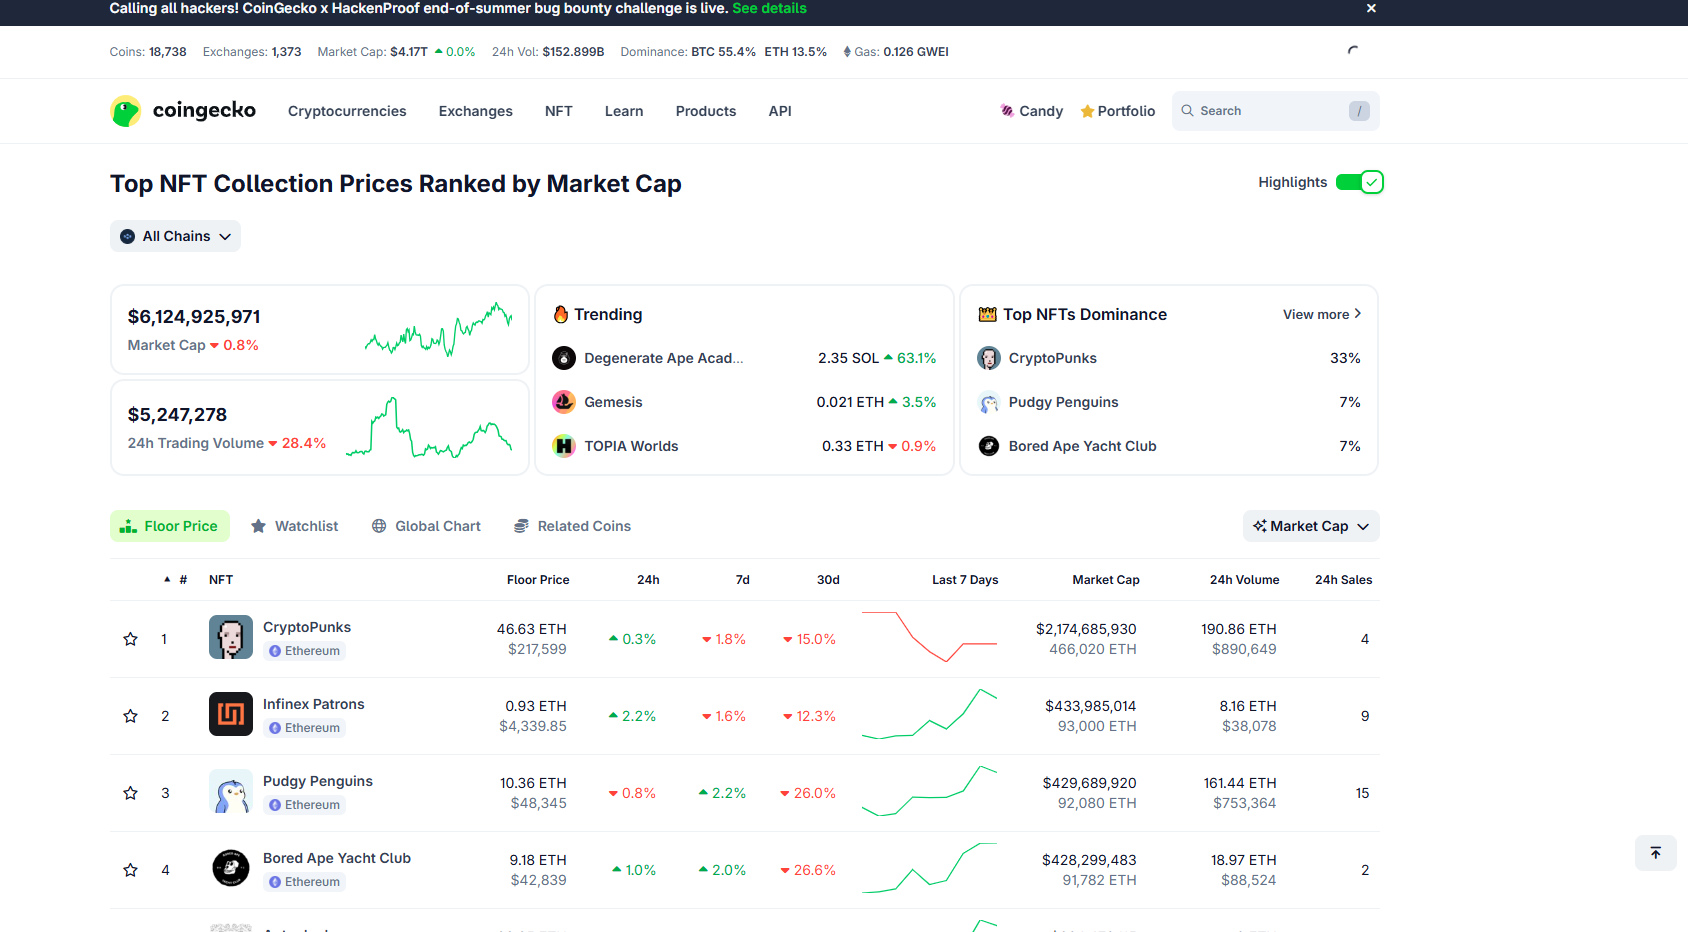 Calling all hackers! CoinGecko x HackenProof end-of-summer bug bounty challenge is live. See details
Coins: 18,738 Exchanges: 1,373 Market Cap: $4.17T 0.0% 24h Vol: $152.899B Dominance: BTC 55.4% ETH 13.5% Gas: 0.126 GWEI
coingecko Cryptocurrencies Exchanges NFT Learn Products API Candy Portfolio Search /
Top NFT Collection Prices Ranked by Market Cap Highlights
All Chains
$6,124,925,971
Market Cap 0.8%
$5,247,278
24h Trading Volume 28.4%
Trending
Degenerate Ape Acad... 2.35 SOL 63.1%
Gemesis 0.021 ETH 3.5%
TOPIA Worlds 0.33 ETH 0.9%
Top NFTs Dominance View more
CryptoPunks 33%
Pudgy Penguins 7%
Bored Ape Yacht Club 7%
Floor Price Watchlist Global Chart Related Coins Market Cap
# NFT Floor Price 24h 7d 30d Last 7 Days Market Cap 24h Volume 24h Sales
1 CryptoPunks 46.63 ETH 0.3% 1.8% 15.0% $2,174,685,930 190.86 ETH 4
Ethereum $217,599 466,020 ETH $890,649
2 Infinex Patrons 0.93 ETH 2.2% 1.6% 12.3% $433,985,014 8.16 ETH 9
Ethereum $4,339.85 93,000 ETH $38,078
3 Pudgy Penguins 10.36 ETH 0.8% 2.2% 26.0% $429,689,920 161.44 ETH 15
Ethereum $48,345 92,080 ETH $753,364
4 Bored Ape Yacht Club 9.18 ETH 1.0% 2.0% 26.6% $428,299,483 18.97 ETH 2
Ethereum $42,839 91,782 ETH $88,524